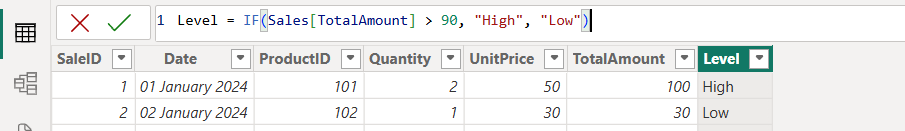 1 Level = IF(Sales[TotalAmount] > 90, "High", "Low")
SaleID Date ProductID Quantity UnitPrice TotalAmount Level
1 01 January 2024 101 2 50 100 High
2 02 January 2024 102 1 30 30 Low